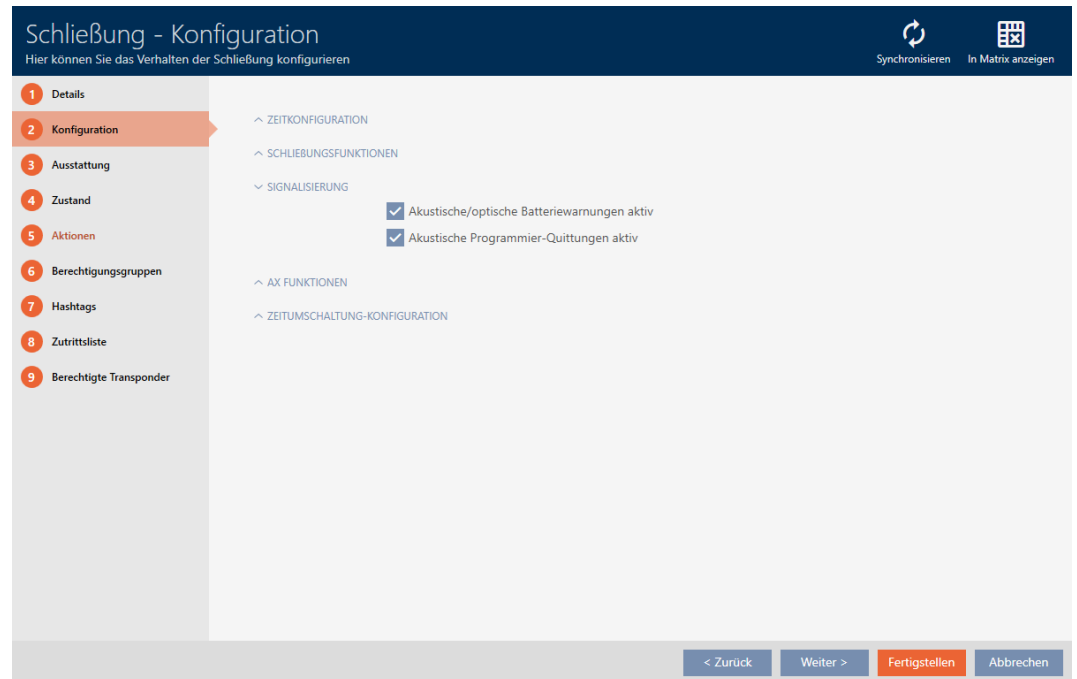 Schließung - Konfiguration
Hier können Sie das Verhalten der Schließung konfigurieren
Synchronisieren
In Matrix anzeigen
1 Details
2 Konfiguration
3 Ausstattung
4 Zustand
5 Aktionen
6 Berechtigungsgruppen
7 Hashtags
8 Zutrittsliste
9 Berechtigte Transponder
ZEITKONFIGURATION
SCHLIEßUNGSFUNKTIONEN
SIGNALISIERUNG
Akustische/optische Batteriewarnungen aktiv
Akustische Programmier-Quittungen aktiv
AX FUNKTIONEN
ZEITUMSCHALTUNG-KONFIGURATION
< Zurück
Weiter >
Fertigstellen
Abbrechen